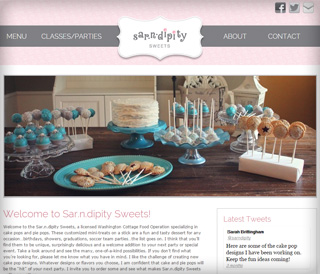 MENU
CLASSES/PARTIES
sar.n·dipity
SWEETS
ABOUT
CONTACT
Welcome to Sar.n.dipity Sweets!
Welcome to the Sar.n.dipity Sweets, a licensed Washington Cottage Food Operation specializing in
cake pops and pie pops. These customized mini-treats on a stick are a fun and tasty dessert for any
occasion...birthdays, showers, graduations, soccer team parties...the list goes on. I think that you'll
find them to be unique, surprisingly delicious and a welcome addition to your next party or special
event. Take a look around and see the many, one-of-a-kind possibilities. If you don't find what
you're looking for, please let me know what you have in mind. I like the challenge of creating new
cake pop designs. Whatever designs or flavors you choose, I am confident that cake and pie pops will
be the "hit" of your next party. I invite you to order some and see what makes Sar.n.dipity Sweets
Latest Tweets
Sarah Brillingham
@sarndipity
Here are some of the cake pop
designs I have been working on.
Keep the fun ideas coming!